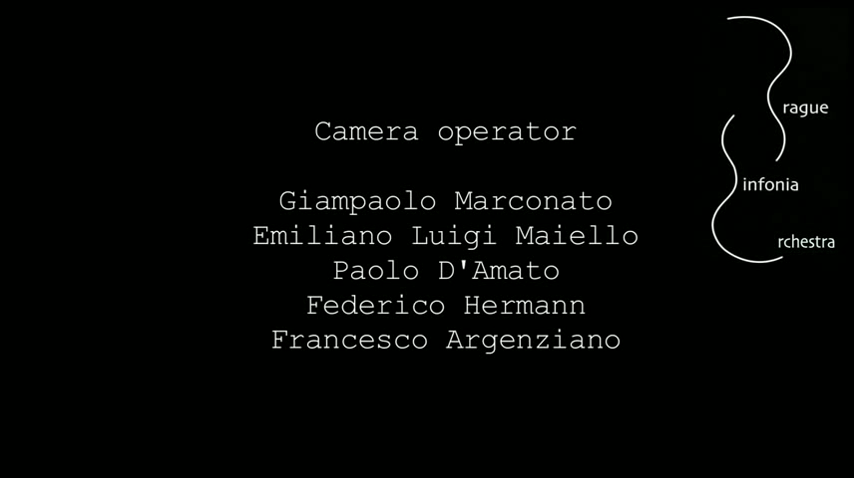 Camera operator
Giampaolo Marconato
Emiliano Luigi Maiello
Paolo D'Amato
Federico Hermann
Francesco Argenziano
rague
infonia
rchestra